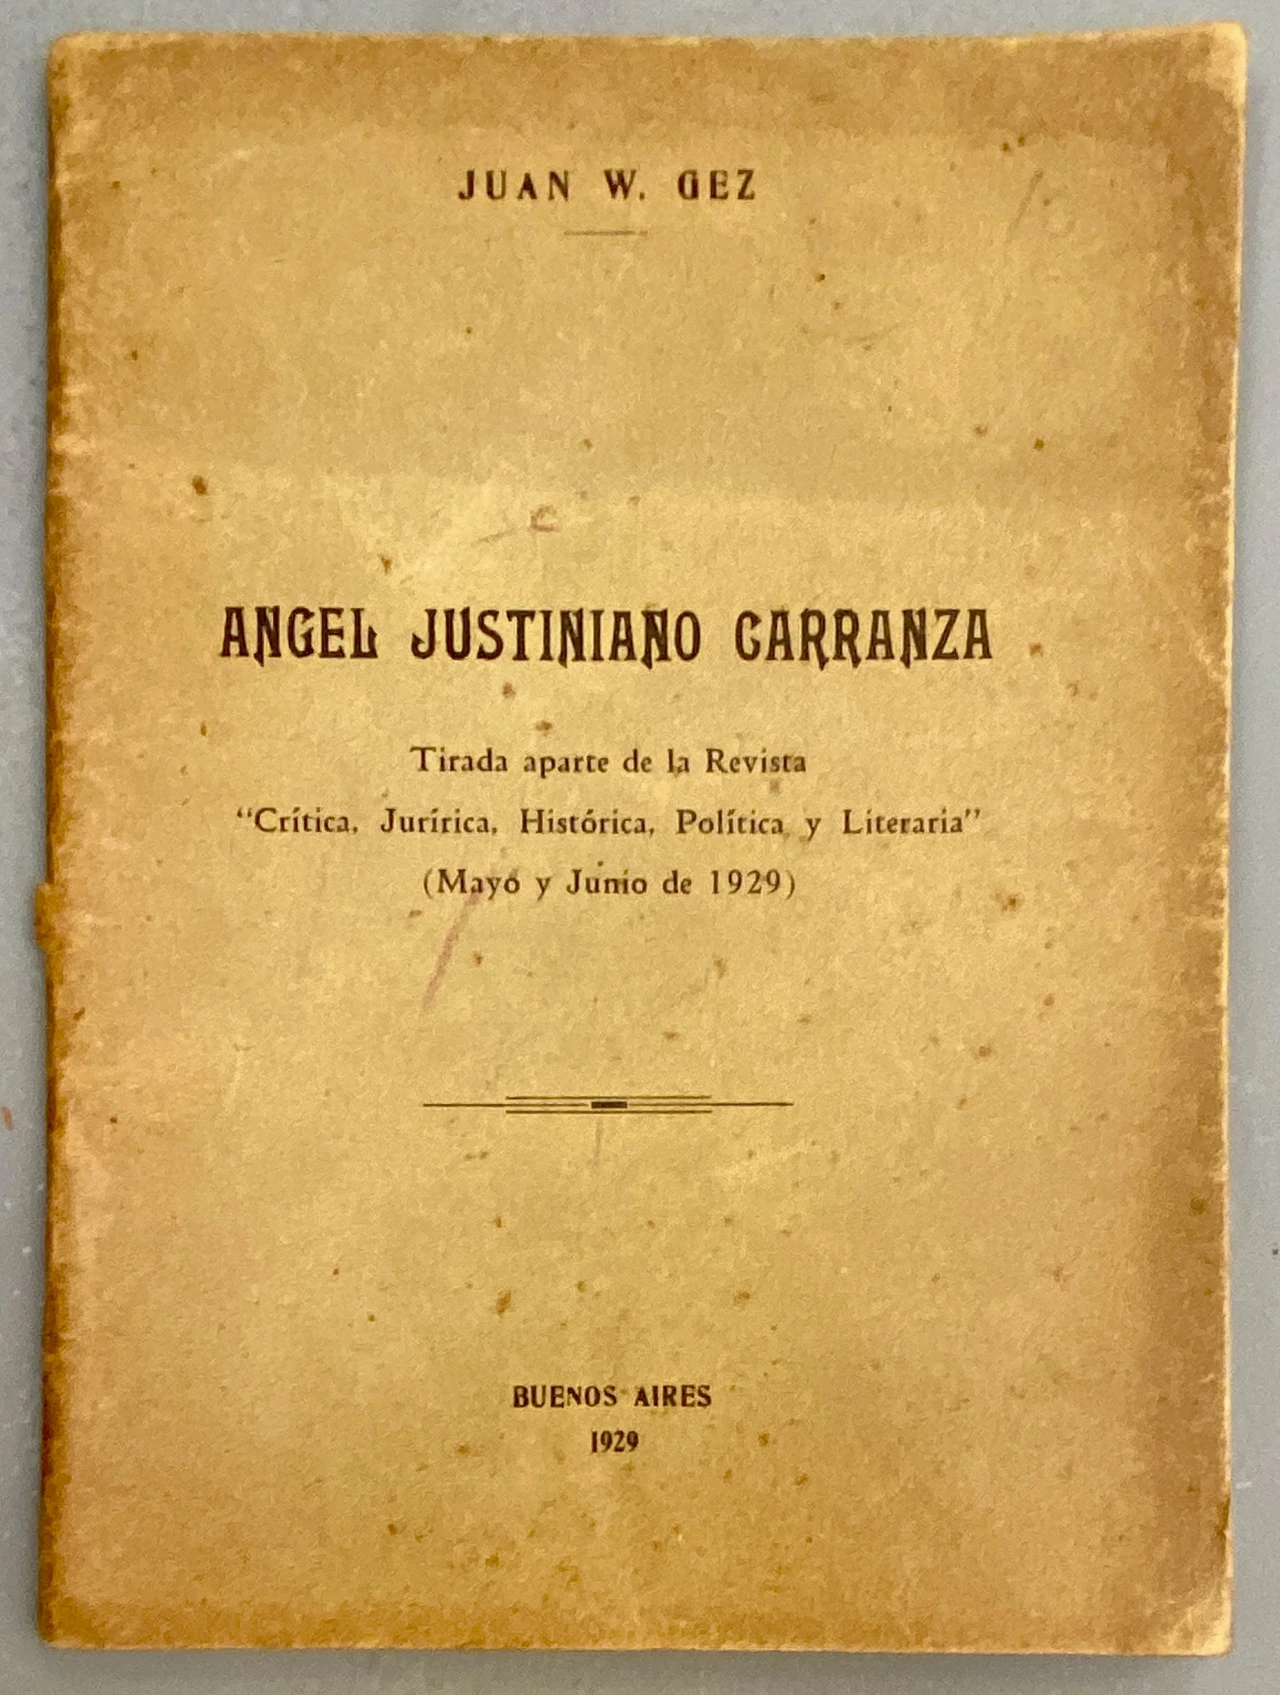 JUAN W. GEZ
ANGEL JUSTINIANO CARRANZA
Tirada aparte de la Revista
“Crítica, Jurírica, Histórica, Política y Literaria”
(Mayo y Junio de 1929)
BUENOS AIRES
1929